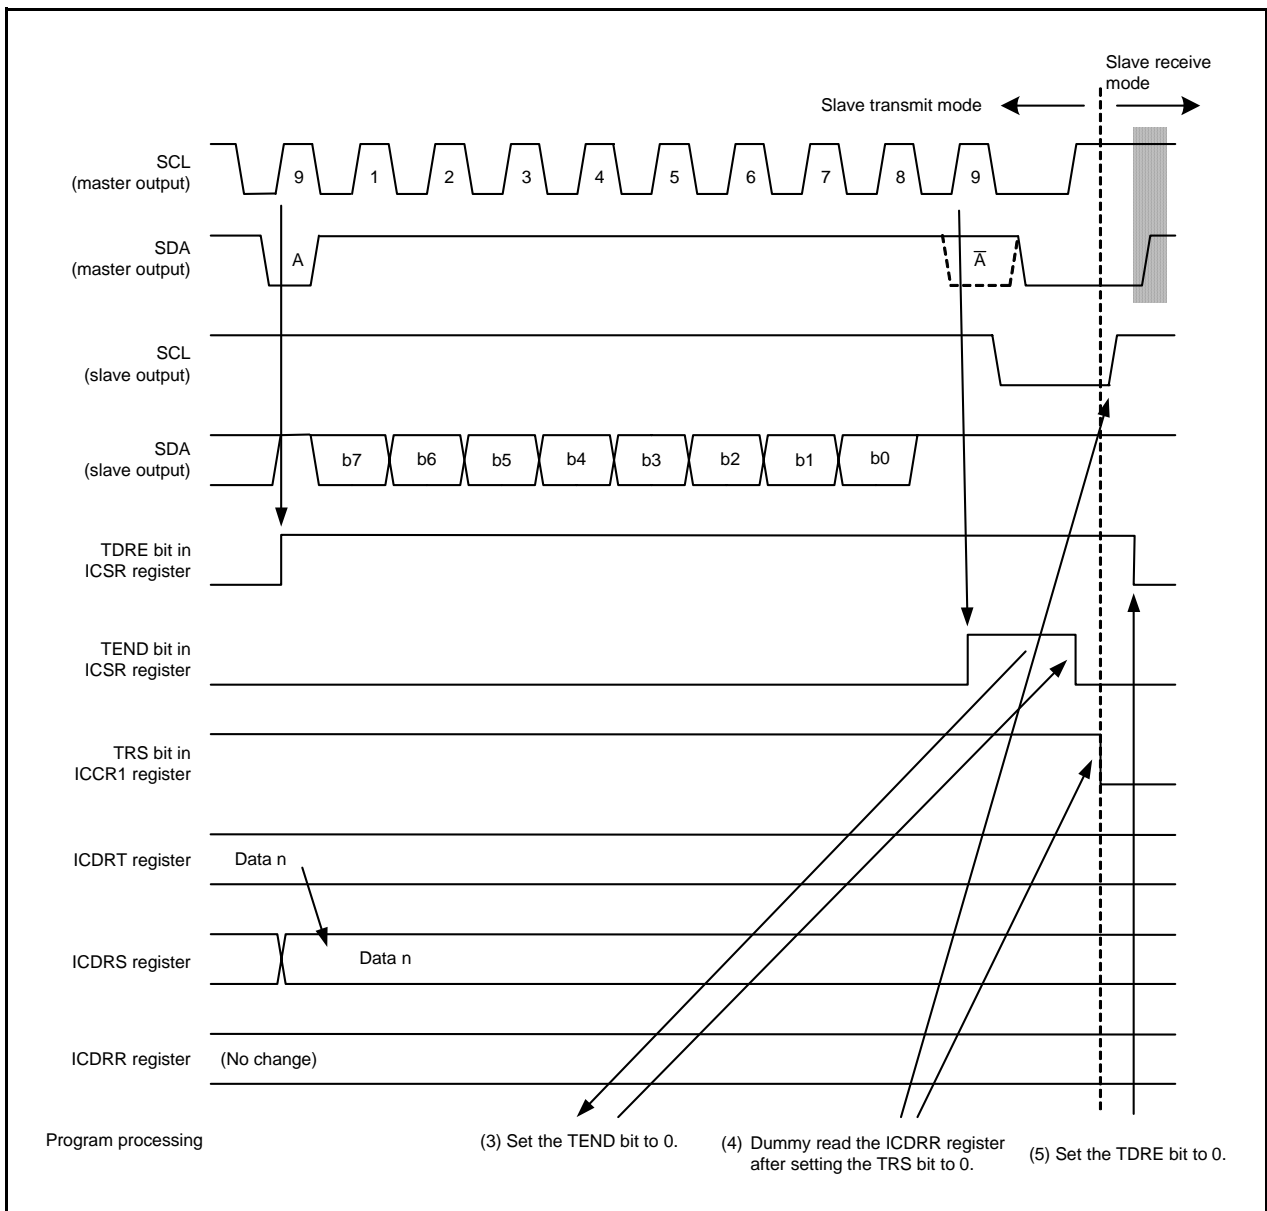 Slave receive
mode
Slave transmit mode
SCL
(master output)
9 1 2 3 4 5 6 7 8 9
SDA
(master output)
A A̅
SCL
(slave output)
SDA
(slave output)
b7 b6 b5 b4 b3 b2 b1 b0
TDRE bit in
ICSR register
TEND bit in
ICSR register
TRS bit in
ICCR1 register
ICDRT register Data n
ICDRS register Data n
ICDRR register (No change)
Program processing
(3) Set the TEND bit to 0.
(4) Dummy read the ICDRR register
after setting the TRS bit to 0.
(5) Set the TDRE bit to 0.